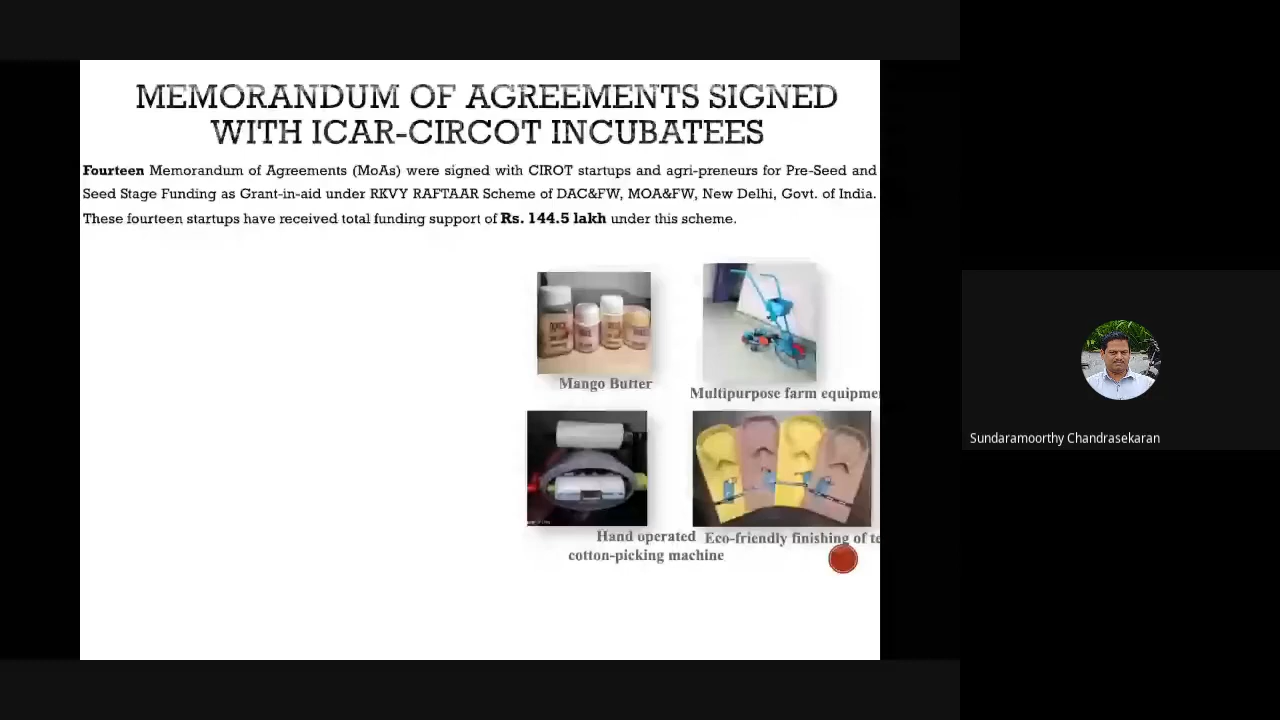 MEMORANDUM OF AGREEMENTS SIGNED
WITH ICAR-CIRCOT INCUBATEES
Fourteen Memorandum of Agreements (MoAs) were signed with CIROT startups and agri-preneurs for Pre-Seed and
Seed Stage Funding as Grant-in-aid under RKVY RAFTAAR Scheme of DAC&FW, MOA&FW, New Delhi, Govt. of India.
These fourteen startups have received total funding support of Rs. 144.5 lakh under this scheme.
Mango Butter
Multipurpose farm equipme
Hand operated
cotton-picking machine
Eco-friendly finishing of te
Sundaramoorthy Chandrasekaran